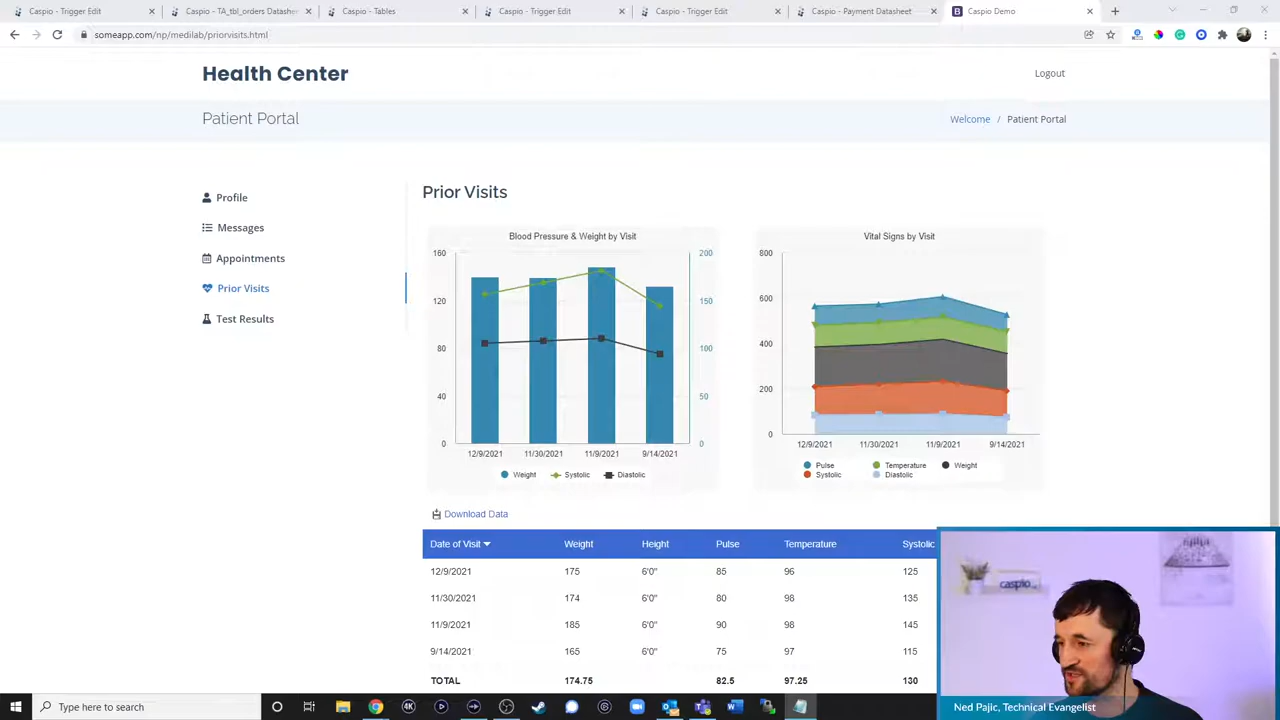 Caspio - Trigger Edit
Caspio - TA_tbl_orders Datashe
Caspio - Tables
Caspio - Trigger Edit
Caspio - Trigger Edit
Caspio - Payment Datasheet
Caspio Demo
someapp.com/np/medilab/priorvisits.html
Health Center
Logout
Patient Portal
Welcome / Patient Portal
Profile
Messages
Appointments
Prior Visits
Test Results
Prior Visits
Blood Pressure & Weight by Visit
160
120
80
40
0
200
150
100
50
0
12/9/2021 11/30/2021 11/9/2021 9/14/2021
Weight Systolic Diastolic
Vital Signs by Visit
800
600
400
200
0
12/9/2021 11/30/2021 11/9/2021 9/14/2021
Pulse Temperature Weight
Systolic Diastolic
Download Data
Date of Visit Weight Height Pulse Temperature Systolic
12/9/2021 175 6'0" 85 96 125
11/30/2021 174 6'0" 80 98 135
11/9/2021 185 6'0" 90 98 145
9/14/2021 165 6'0" 75 97 115
TOTAL 174.75 82.5 97.25 130
caspio
Ned Pajic, Technical Evangelist
Type here to search
4K